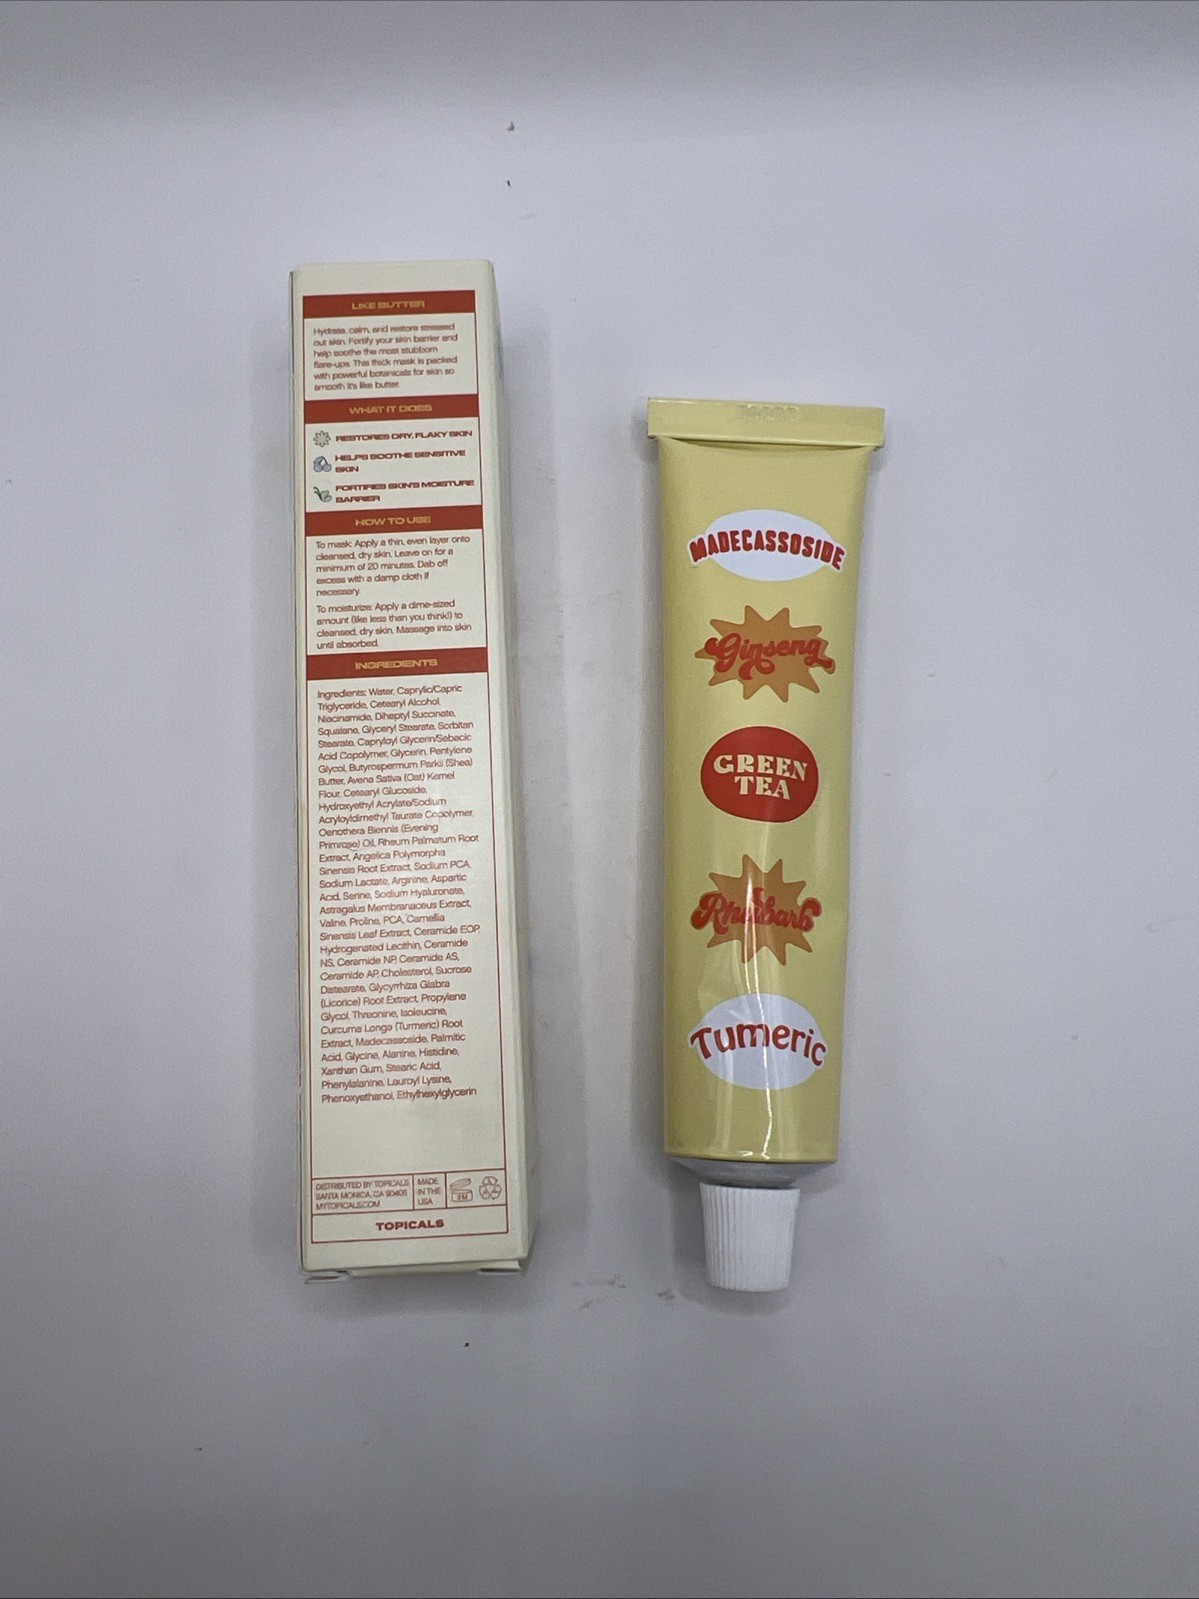 LIKE BUTTER
Hydrate, calm, and restore stressed
out skin. Fortify your skin barrier and
help soothe the most stubborn
flare-ups. This thick mask is packed
with powerful botanicals for skin so
smooth it's like butter.
WHAT IT DOES
RESTORES DRY, FLAKY SKIN
HELPS SOOTHE SENSITIVE
SKIN
FORTIFIES SKIN'S MOISTURE
BARRIER
HOW TO USE
To mask: Apply a thin, even layer onto
cleansed, dry skin. Leave on for a
minimum of 20 minutes. Dab off
excess with a damp cloth if
necessary.
To moisturize: Apply a dime-sized
amount (like less than you think!) to
cleansed, dry skin. Massage into skin
until absorbed.
INGREDIENTS
Ingredients: Water, Caprylic/Capric
Triglyceride, Cetearyl Alcohol,
Niacinamide, Diheptyl Succinate,
Squalane, Glyceryl Stearate, Sorbitan
Stearate, Capryloyl Glycerin/Sebacic
Acid Copolymer, Glycerin, Pentylene
Glycol, Butyrospermum Parkii (Shea)
Butter, Avena Sativa (Oat) Kernel
Flour, Cetearyl Glucoside,
Hydroxyethyl Acrylate/Sodium
Acryloyldimethyl Taurate Copolymer,
Oenothera Biennis (Evening
Primrose) Oil, Rheum Palmatum Root
Extract, Angelica Polymorpha
Sinensis Root Extract, Sodium PCA,
Sodium Lactate, Arginine, Aspartic
Acid, Serine, Sodium Hyaluronate,
Astragalus Membranaceus Extract,
Valine, Proline, PCA, Camellia
Sinensis Leaf Extract, Ceramide EOP,
Hydrogenated Lecithin, Ceramide
NS, Ceramide NP, Ceramide AS,
Ceramide AP, Cholesterol, Sucrose
Distearate, Glycyrrhiza Glabra
(Licorice) Root Extract, Propylene
Glycol, Threonine, Isoleucine,
Curcuma Longa (Turmeric) Root
Extract, Madecassoside, Palmitic
Acid, Glycine, Alanine, Histidine,
Xanthan Gum, Stearic Acid,
Phenylalanine, Lauroyl Lysine,
Phenoxyethanol, Ethylhexylglycerin
DISTRIBUTED BY TOPICALS
SANTA MONICA, CA 90405
MYTOPICALS.COM
MADE
IN THE
USA
TOPICALS
MADECASSOSIDE
Ginseng
GREEN
TEA
Rhubarb
Tumeric